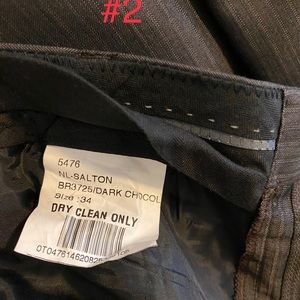 #2
5476
NL-SALTON
BR3725/DARK CHOCOL
Size :34
DRY CLEAN ONLY